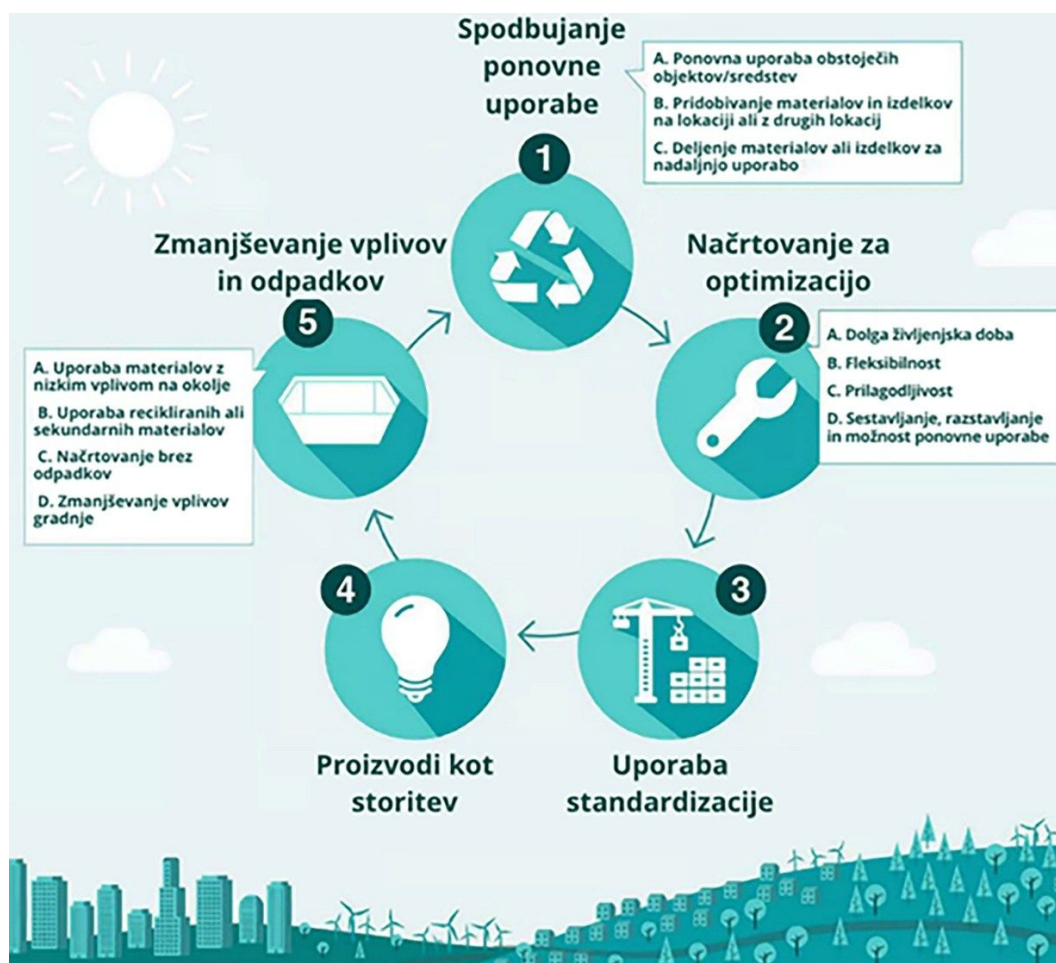 Spodbujanje
ponovne
uporabe
1
A. Ponovna uporaba obstoječih
objektov/sredstev
B. Pridobivanje materialov in izdelkov
na lokaciji ali z drugih lokacij
C. Deljenje materialov ali izdelkov za
nadaljnjo uporabo
Načrtovanje za
optimizacijo
2
A. Dolga življenjska doba
B. Fleksibilnost
C. Prilagodljivost
D. Sestavljanje, razstavljanje
in možnost ponovne uporabe
3
Uporaba
standardizacije
4
Proizvodi kot
storitev
Zmanjševanje vplivov
in odpadkov
5
A. Uporaba materialov z
nizkim vplivom na okolje
B. Uporaba recikliranih ali
sekundarnih materialov
C. Načrtovanje brez
odpadkov
D. Zmanjševanje vplivov
gradnje